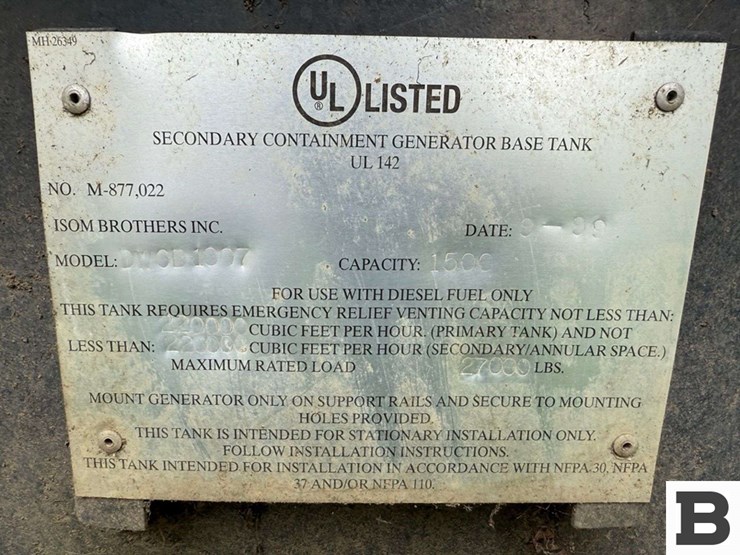 MH-26349
UL® LISTED
SECONDARY CONTAINMENT GENERATOR BASE TANK
UL 142
NO. M-877,022
ISOM BROTHERS INC. DATE:
MODEL: CAPACITY: 1500
FOR USE WITH DIESEL FUEL ONLY
THIS TANK REQUIRES EMERGENCY RELIEF VENTING CAPACITY NOT LESS THAN:
CUBIC FEET PER HOUR. (PRIMARY TANK) AND NOT
LESS THAN: CUBIC FEET PER HOUR (SECONDARY/ANNULAR SPACE.)
MAXIMUM RATED LOAD 27000 LBS.
MOUNT GENERATOR ONLY ON SUPPORT RAILS AND SECURE TO MOUNTING
HOLES PROVIDED.
THIS TANK IS INTENDED FOR STATIONARY INSTALLATION ONLY.
FOLLOW INSTALLATION INSTRUCTIONS.
THIS TANK INTENDED FOR INSTALLATION IN ACCORDANCE WITH NFPA 30, NFPA
37 AND/OR NFPA 110.
B